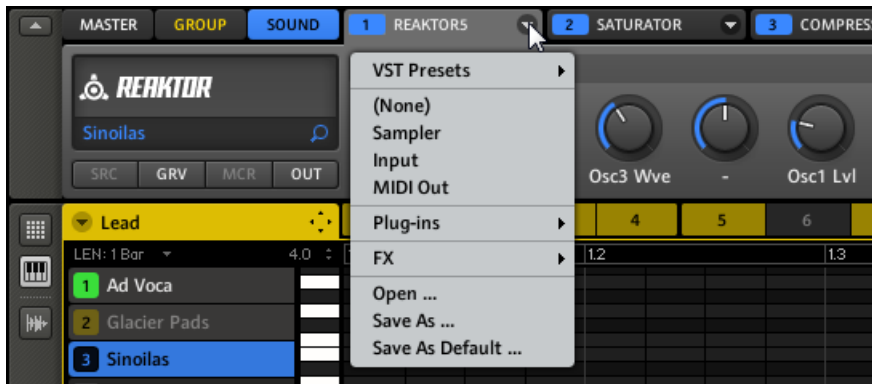 MASTER GROUP SOUND 1 REAKTOR5 2 SATURATOR 3 COMPRESS
REAKTOR
Sinoilas
SRC GRV MCR OUT
VST Presets
(None)
Sampler
Input
MIDI Out
Plug-ins
FX
Open ...
Save As ...
Save As Default ...
Osc3 Wve - Osc1 Lvl
Lead 4 5 6
LEN: 1 Bar 4.0 1.2 1.3
1 Ad Voca
2 Glacier Pads
3 Sinoilas